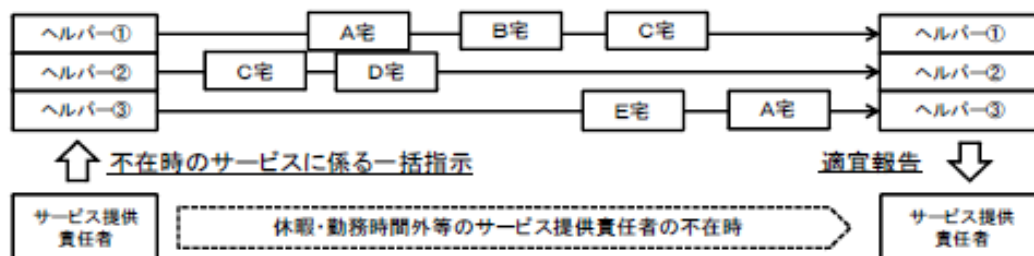 ヘルパー① A宅 B宅 C宅 ヘルパー①
ヘルパー② C宅 D宅 ヘルパー②
ヘルパー③ E宅 A宅 ヘルパー③
不在時のサービスに係る一括指示 適宜報告
サービス提供
責任者
休暇・勤務時間外等のサービス提供責任者の不在時
サービス提供
責任者